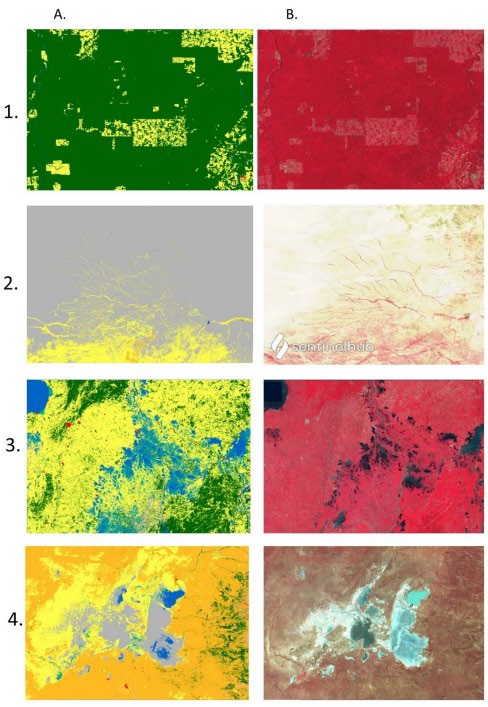 A.
B.
1.
2.
sentinelhub
3.
4.